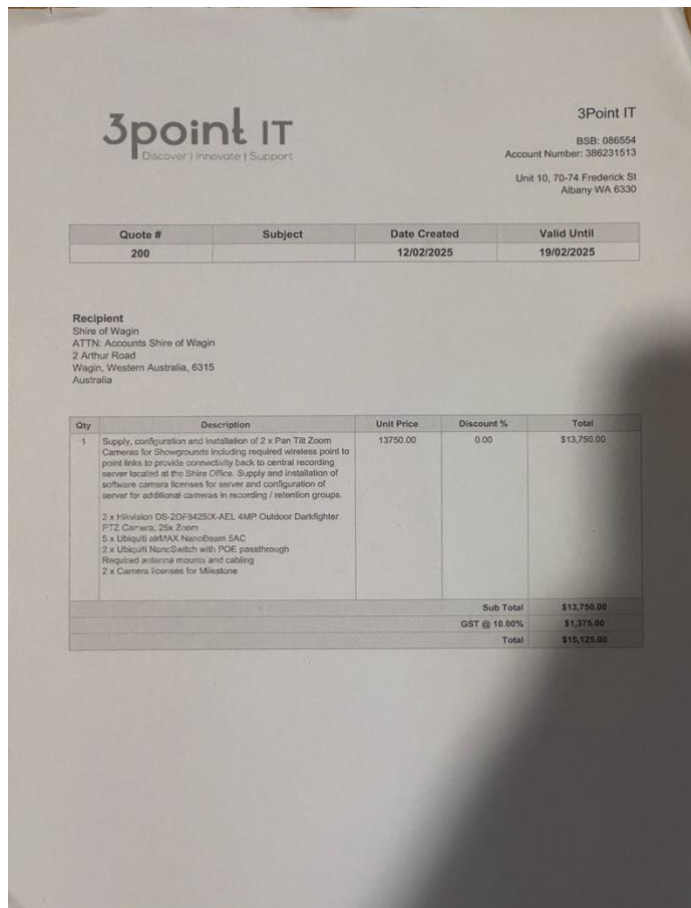 3point IT
Discover | Innovate | Support
3Point IT
BSB: 086554
Account Number: 386231513
Unit 10, 70-74 Frederick St
Albany WA 6330
Quote # Subject Date Created Valid Until
200 12/02/2025 19/02/2025
Recipient
Shire of Wagin
ATTN: Accounts Shire of Wagin
2 Arthur Road
Wagin, Western Australia, 6315
Australia
Qty Description Unit Price Discount % Total
1 Supply, configuration and installation of 2 x Pan Tilt Zoom 13750.00 0.00 $13,750.00
Cameras for Showgrounds including required wireless point to
point links to provide connectivity back to central recording
server located at the Shire Office. Supply and installation of
software camera licenses for server and configuration of
server for additional cameras in recording / retention groups.
2 x Hikvision DS-2DF8425IX-AEL 4MP Outdoor Darkfighter
PTZ Camera, 25x Zoom
5 x Ubiquiti airMAX NanoBeam 5AC
2 x Ubiquiti NanoSwitch with POE passthrough
Required antenna mounts and cabling
2 x Camera licenses for Milestone
Sub Total $13,750.00
GST @ 10.00% $1,375.00
Total $15,125.00